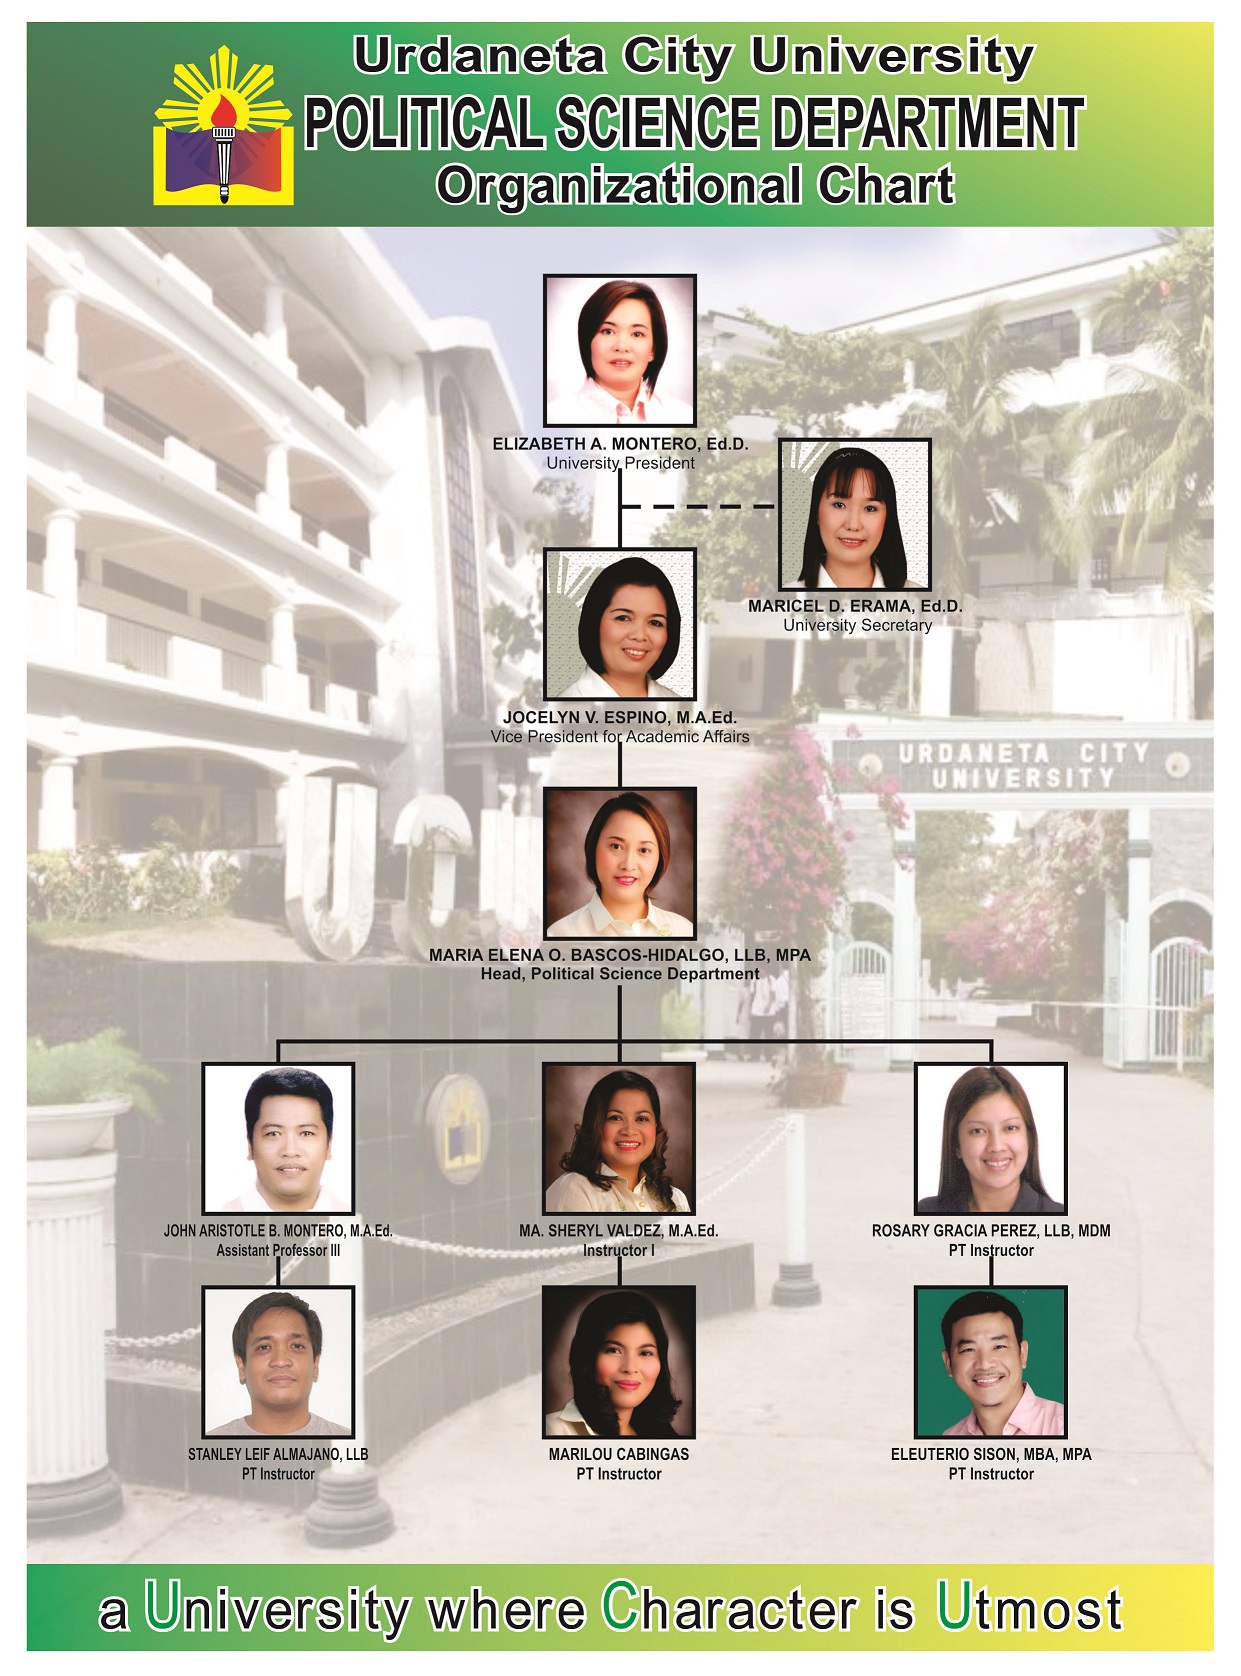 Urdaneta City University
POLITICAL SCIENCE DEPARTMENT
Organizational Chart
ELIZABETH A. MONTERO, Ed.D.
University President
MARICEL D. ERAMA, Ed.D.
University Secretary
JOCELYN V. ESPINO, M.A.Ed.
Vice President for Academic Affairs
URDANETA CITY
UNIVERSITY
UCU
MARIA ELENA O. BASCOS-HIDALGO, LLB, MPA
Head, Political Science Department
JOHN ARISTOTLE B. MONTERO, M.A.Ed.
Assistant Professor III
MA. SHERYL VALDEZ, M.A.Ed.
Instructor I
ROSARY GRACIA PEREZ, LLB, MDM
PT Instructor
STANLEY LEIF ALMAJANO, LLB
PT Instructor
MARILOU CABINGAS
PT Instructor
ELEUTERIO SISON, MBA, MPA
PT Instructor
a University where Character is Utmost